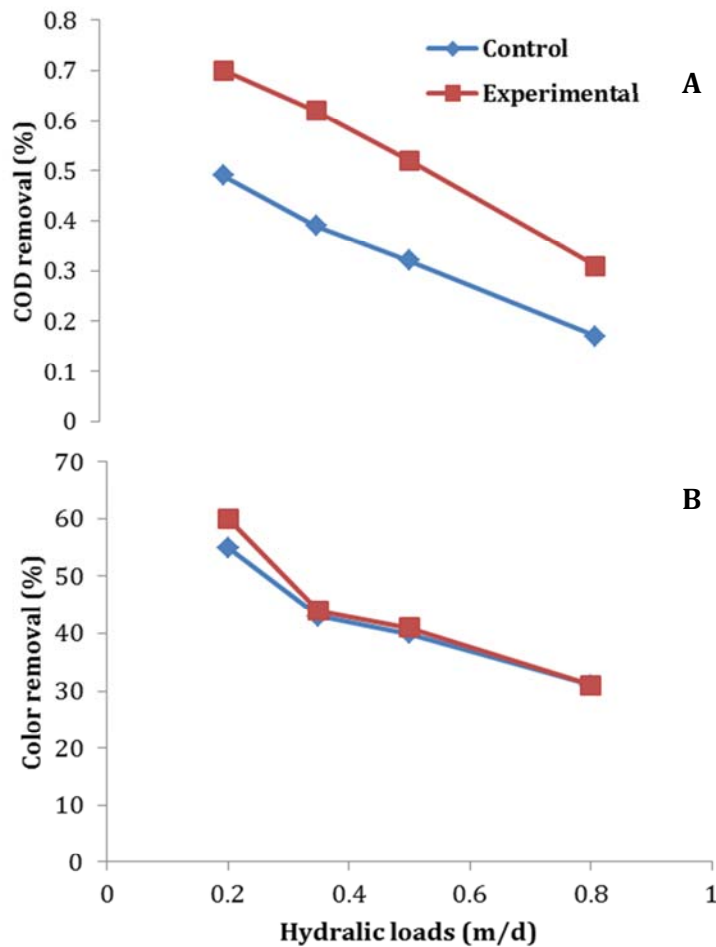 0.8
Control
Experimental
A
0.7
0.6
0.5
0.4
0.3
0.2
0.1
0
COD removal (%)
70
B
60
50
40
30
20
10
0
Color removal (%)
0 0.2 0.4 0.6 0.8 1
Hydralic loads (m/d)